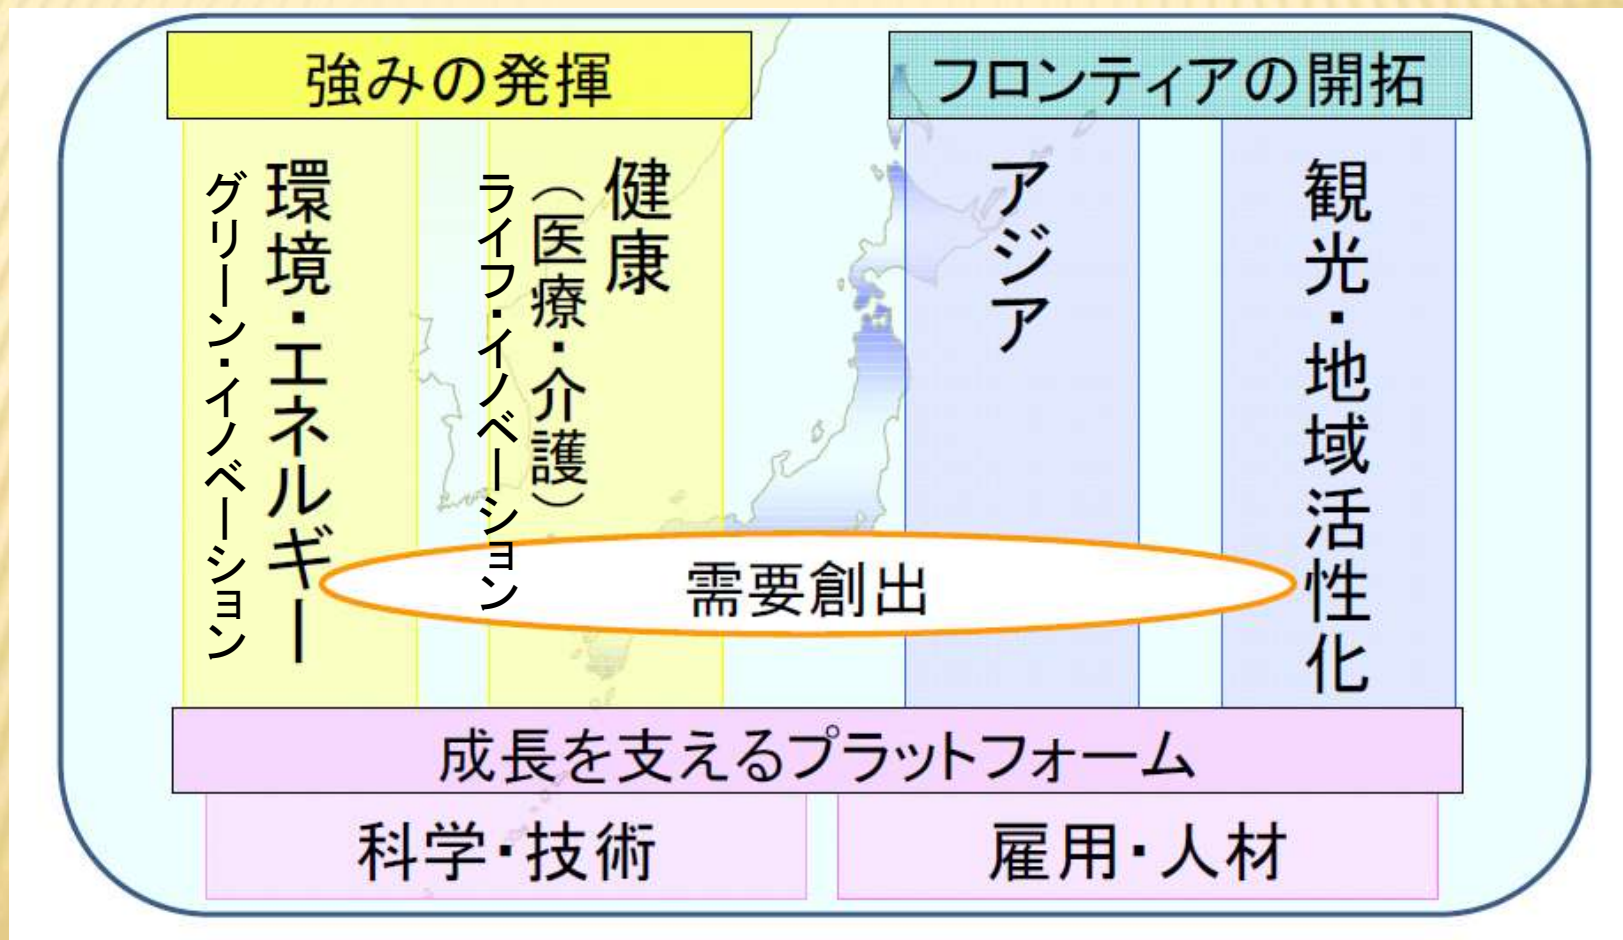 強みの発揮
フロンティアの開拓
環境・エネルギー
グリーン・イノベーション
健康
（医療・介護）
ライフ・イノベーション
アジア
観光・地域活性化
需要創出
成長を支えるプラットフォーム
科学・技術
雇用・人材